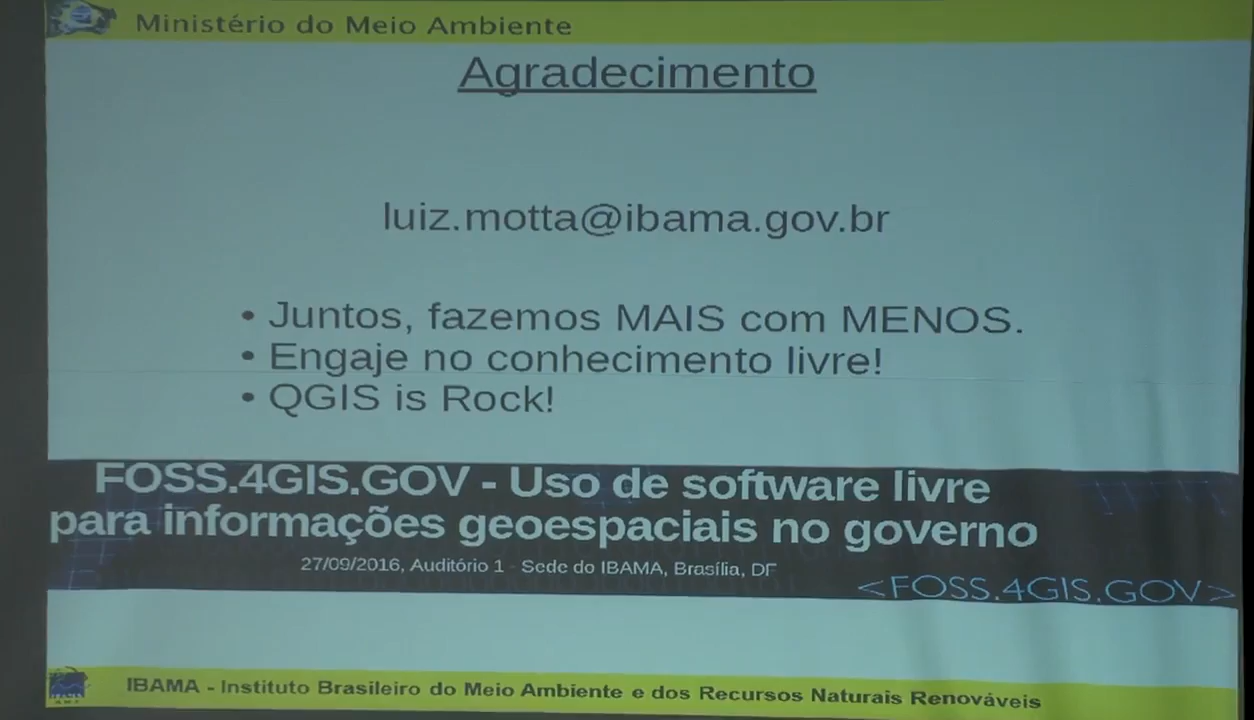 Ministério do Meio Ambiente
Agradecimento
luiz.motta@ibama.gov.br
• Juntos, fazemos MAIS com MENOS.
• Engaje no conhecimento livre!
• QGIS is Rock!
FOSS.4GIS.GOV - Uso de software livre
para informações geoespaciais no governo
27/09/2016, Auditório 1 - Sede do IBAMA, Brasília, DF
<FOSS.4GIS.GOV>
IBAMA - Instituto Brasileiro do Meio Ambiente e dos Recursos Naturais Renováveis